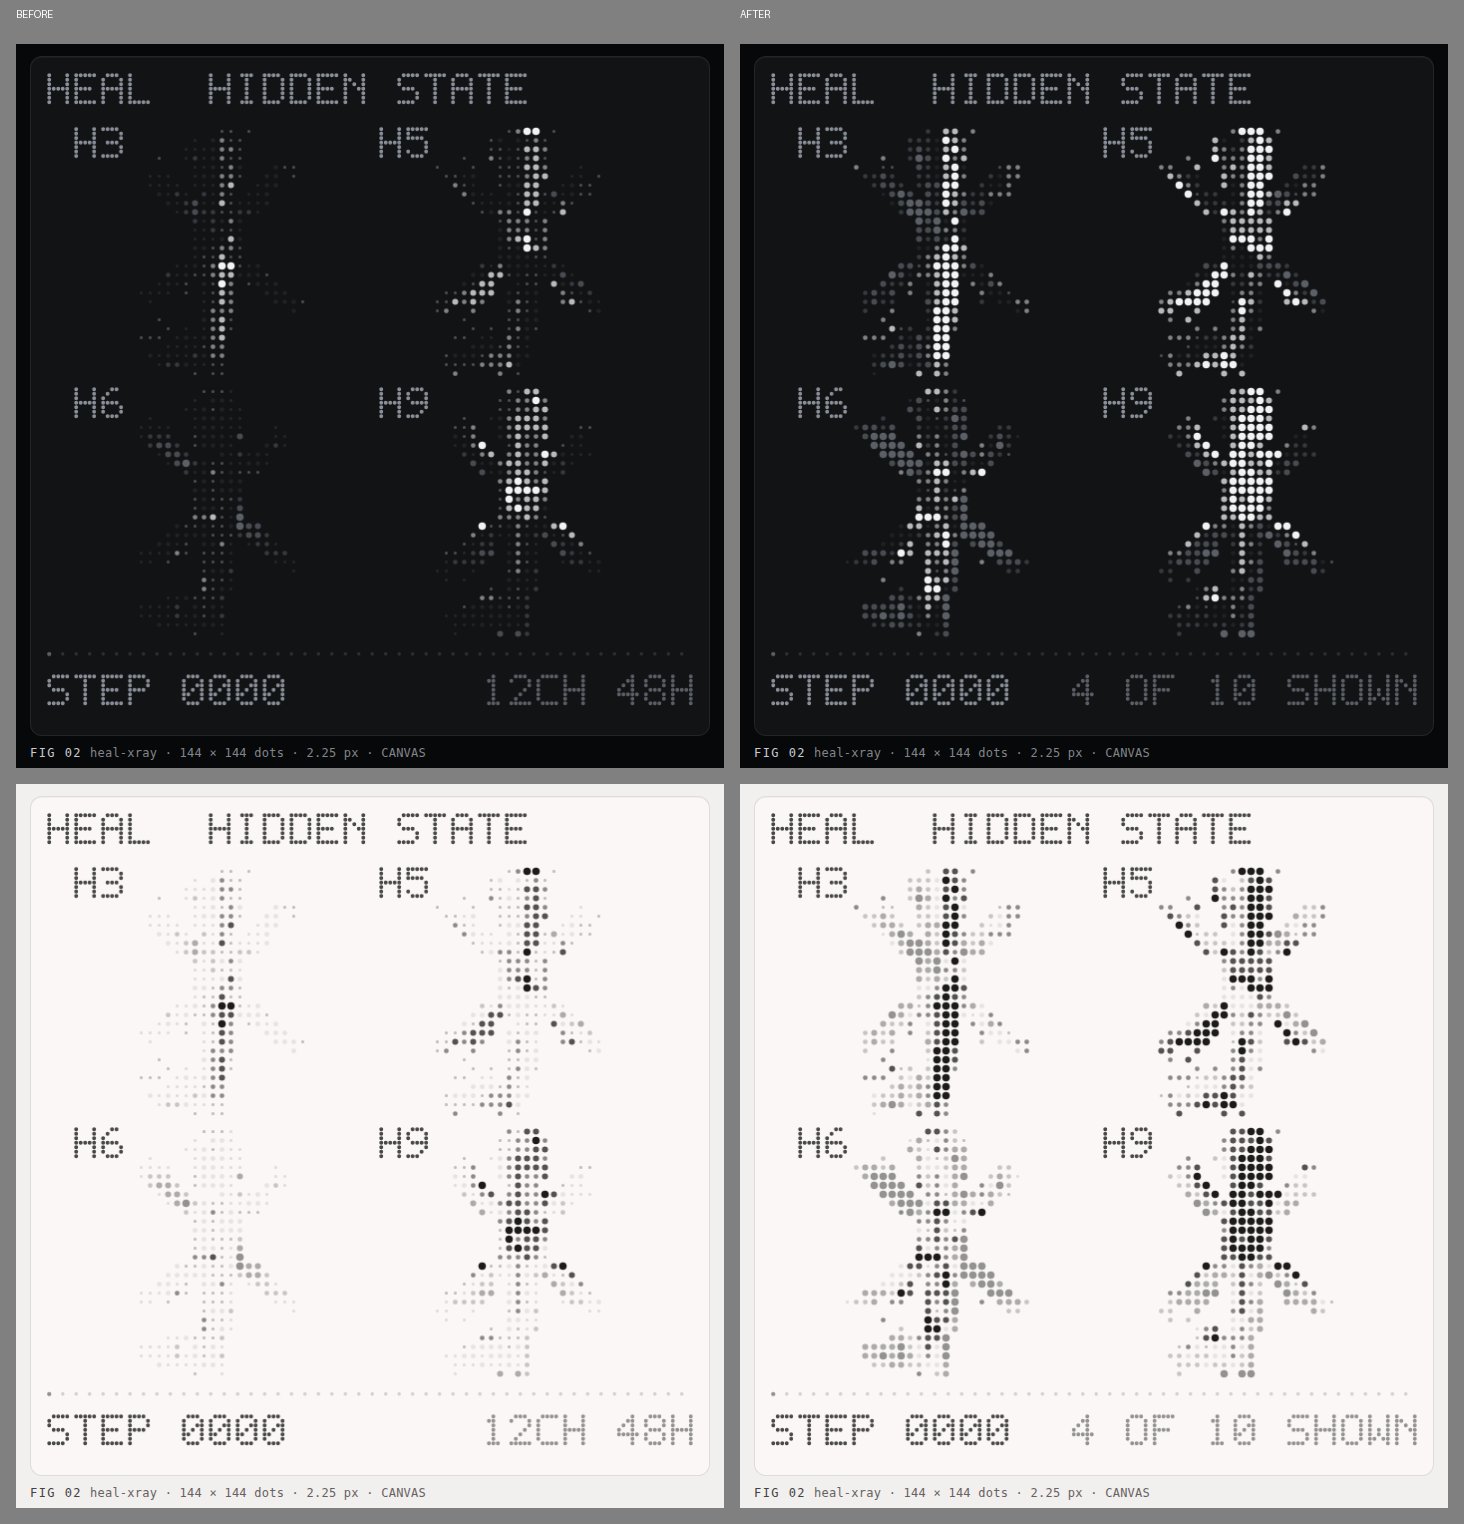 BEFORE
AFTER
HEAL HIDDEN STATE
H3 H5
H6 H9
STEP 0000 12CH 48H
FIG 02 heal-xray · 144 × 144 dots · 2.25 px · CANVAS
HEAL HIDDEN STATE
H3 H5
H6 H9
STEP 0000 4 OF 10 SHOWN
FIG 02 heal-xray · 144 × 144 dots · 2.25 px · CANVAS
HEAL HIDDEN STATE
H3 H5
H6 H9
STEP 0000 12CH 48H
FIG 02 heal-xray · 144 × 144 dots · 2.25 px · CANVAS
HEAL HIDDEN STATE
H3 H5
H6 H9
STEP 0000 4 OF 10 SHOWN
FIG 02 heal-xray · 144 × 144 dots · 2.25 px · CANVAS